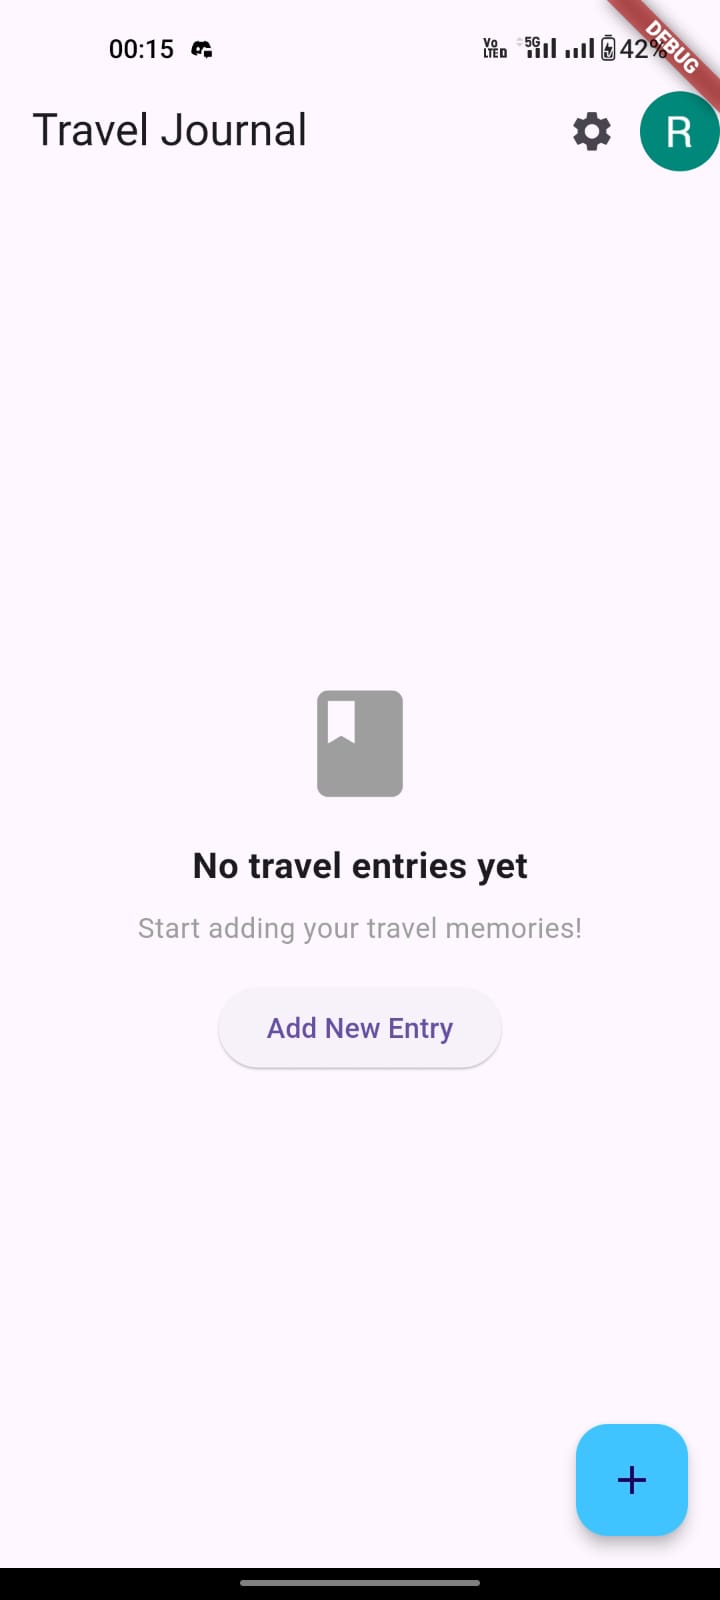 00:15
Vo
LTE
5G
42%
DEBUG
Travel Journal
R
No travel entries yet
Start adding your travel memories!
Add New Entry